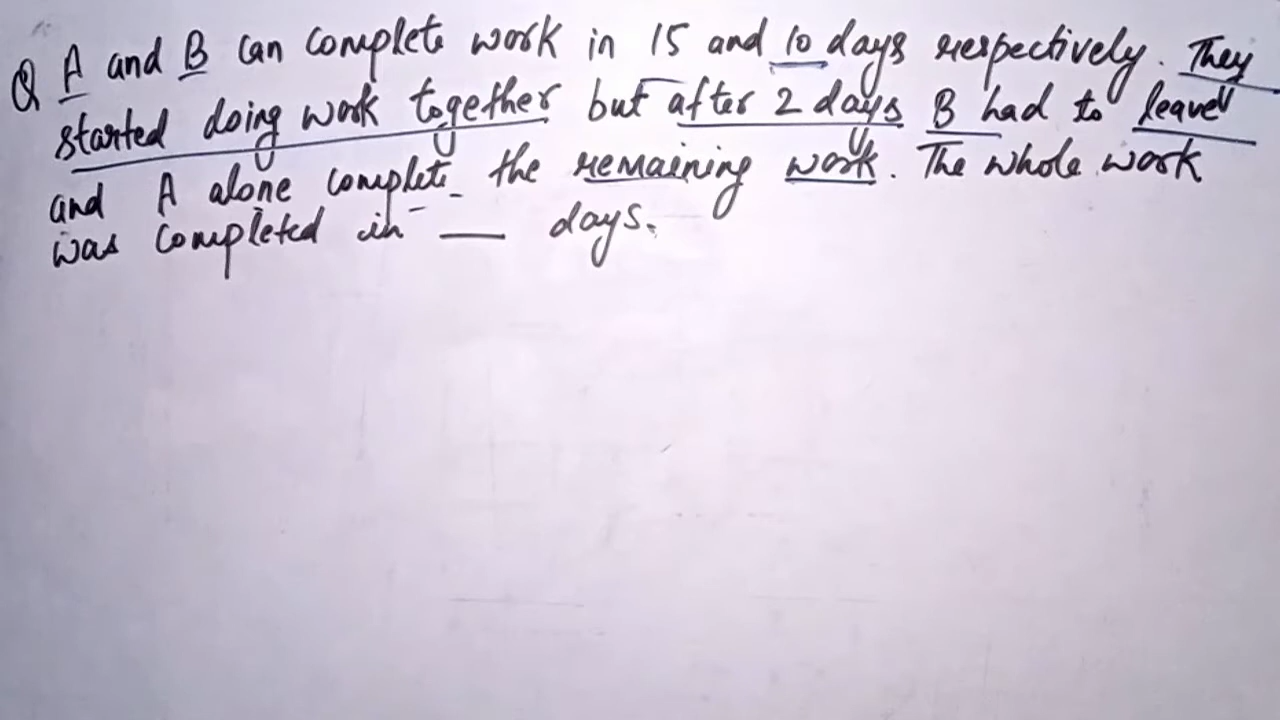 Q A and B can complete work in 15 and 10 days respectively. They
started doing work together but after 2 days B had to leave
and A alone complete the remaining work. The whole work
was completed in __ days.